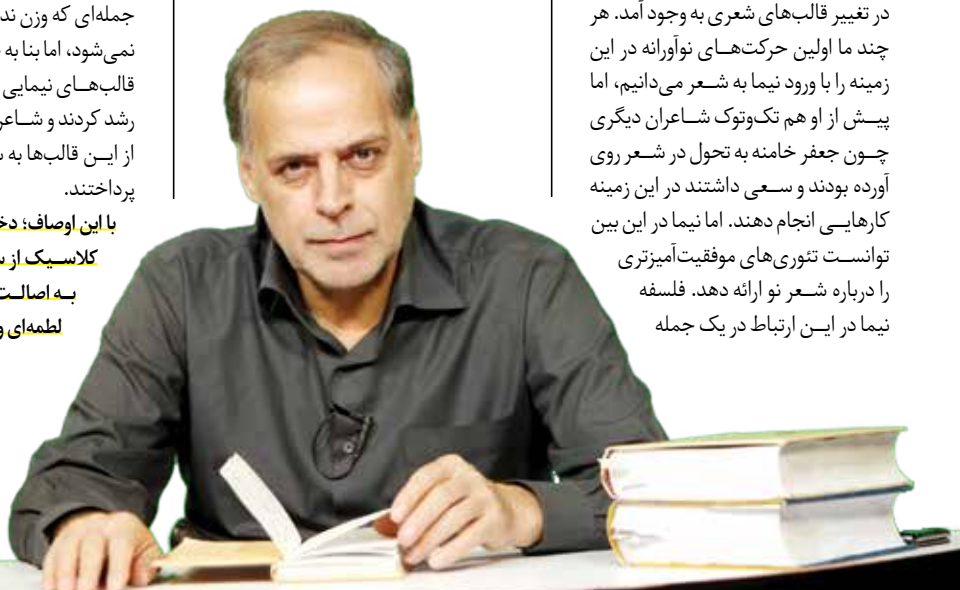 در تغییر قالب‌های شعری به وجود آمد. هر
چند ما اولین حرکت‌های نوآورانه در این
زمینه را با ورود نیما به شعر می‌دانیم، اما
پیش از او هم تک‌وتوک شاعران دیگری
چون جعفر خامنه به تحول در شعر روی
آورده بودند و سعی داشتند در این زمینه
کارهایی انجام دهند. اما نیما در این بین
توانست تئوری‌های موفقیت‌آمیزتری
را درباره شعر نو ارائه دهد. فلسفه
نیما در این ارتباط در یک جمله
جمله‌ای که وزن
نمی‌شود، اما بنا به
قالب‌های نیمایی
رشد کردند و
از این قالب‌ها به
پرداختند.
با این اوصاف؛
کلاسیک از
به اصالت
لطمه‌ای